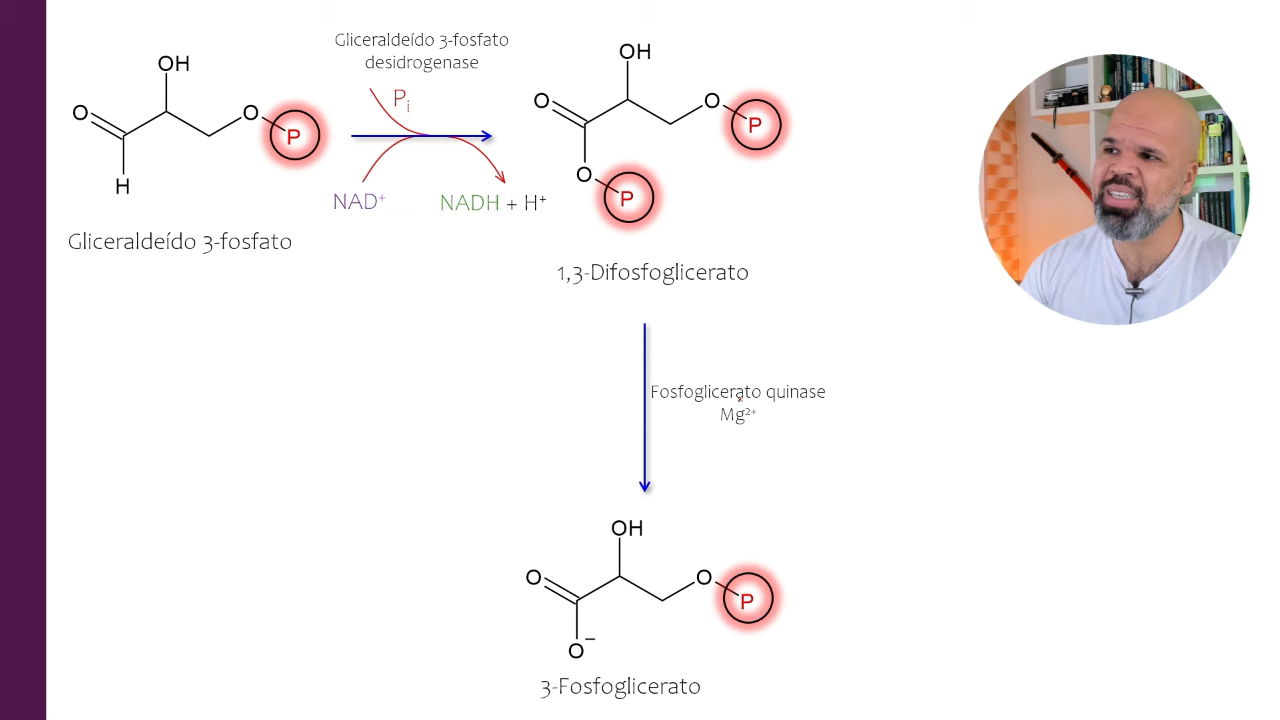 Gliceraldeído 3-fosfato
desidrogenase
OH
O
O
P
H
P
i
NAD⁺
NADH + H⁺
Gliceraldeído 3-fosfato
OH
O
O
P
O
P
1,3-Difosfoglicerato
Fosfoglicerato quinase
Mg²⁺
OH
O
O
P
O⁻
3-Fosfoglicerato